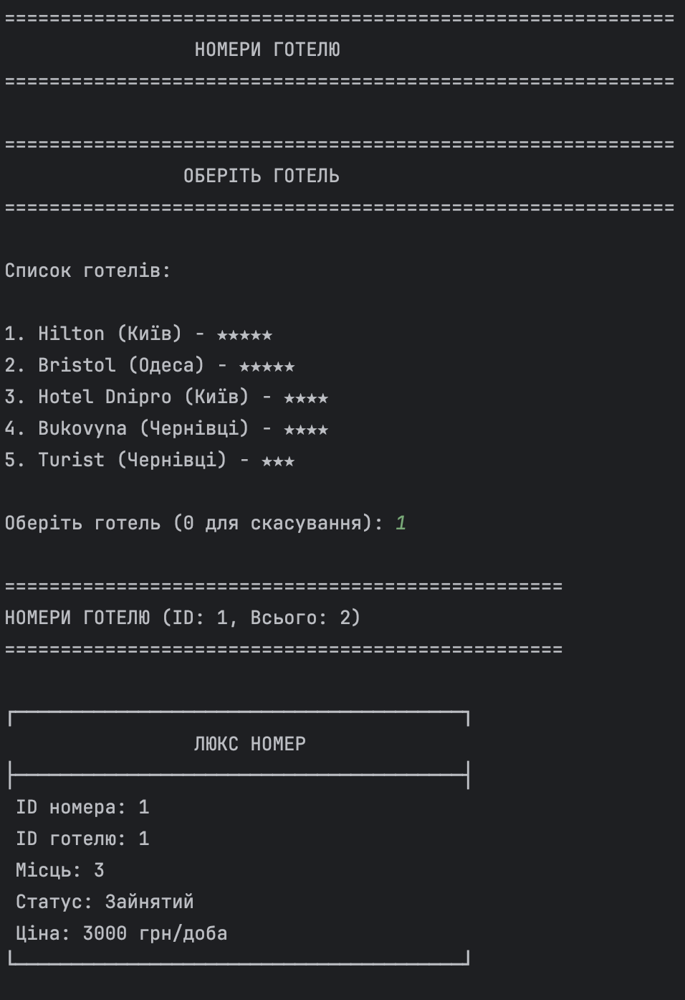 ============================================================
НОМЕРИ ГОТЕЛЮ
============================================================
============================================================
ОБЕРІТЬ ГОТЕЛЬ
============================================================
Список готелів:
1. Hilton (Київ) - ★★★★★
2. Bristol (Одеса) - ★★★★★
3. Hotel Dnipro (Київ) - ★★★★
4. Bukovyna (Чернівці) - ★★★★
5. Turist (Чернівці) - ★★★
Оберіть готель (0 для скасування): 1
==================================================
НОМЕРИ ГОТЕЛЮ (ID: 1, Всього: 2)
==================================================
ЛЮКС НОМЕР
ID номера: 1
ID готелю: 1
Місць: 3
Статус: Зайнятий
Ціна: 3000 грн/доба